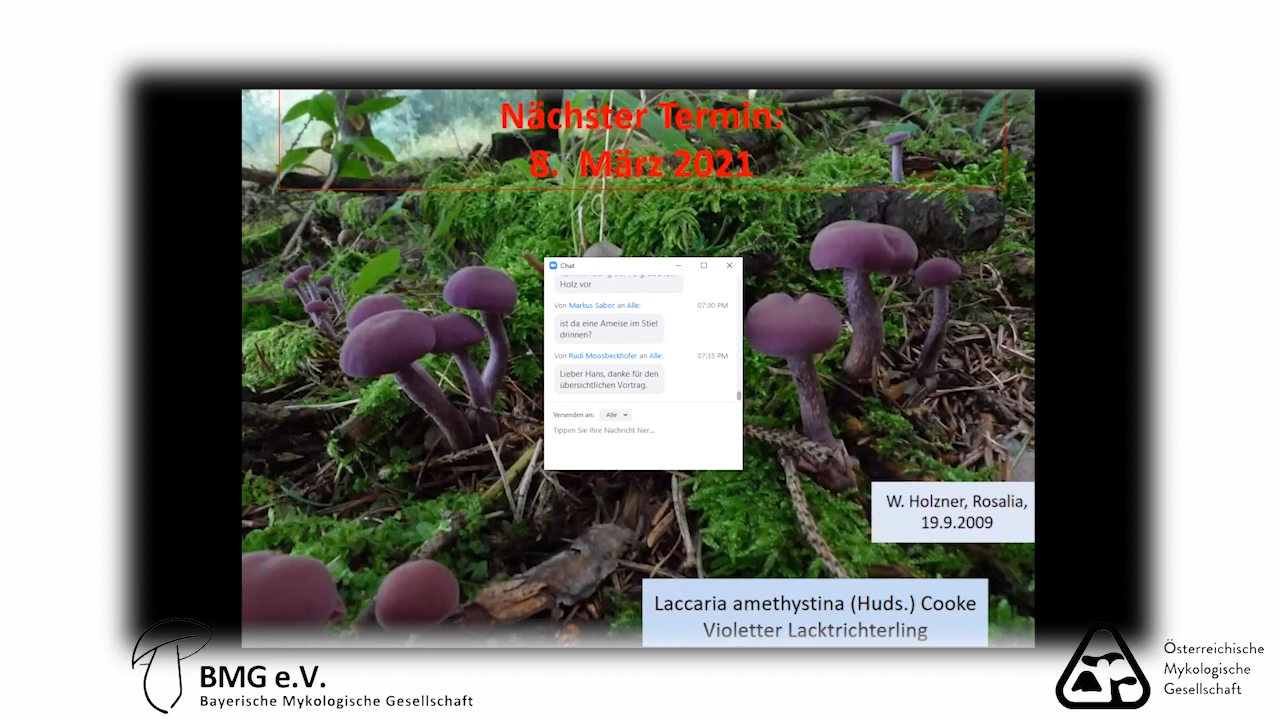 Nächster Termin:
8. März 2021
Chat
Holz vor
Von Markus Sabor an Alle:
07:30 PM
ist da eine Ameise im Stiel
drinnen?
Von Rudi Moosbeckhofer an Alle:
07:35 PM
Lieber Hans, danke für den
übersichtlichen Vortrag.
Versenden an: Alle
Tippen Sie Ihre Nachricht hier...
W. Holzner, Rosalia,
19.9.2009
Laccaria amethystina (Huds.) Cooke
Violetter Lacktrichterling
BMG e.V.
Bayerische Mykologische Gesellschaft
Österreichische
Mykologische
Gesellschaft